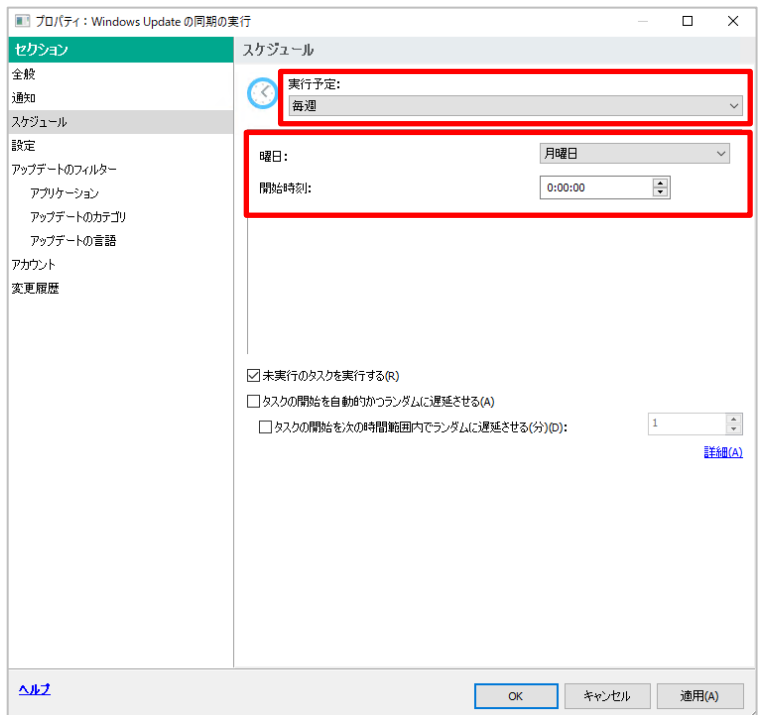 プロパティ：Windows Update の同期の実行
セクション
全般
通知
スケジュール
設定
アップデートのフィルター
アプリケーション
アップデートのカテゴリ
アップデートの言語
アカウント
変更履歴
スケジュール
実行予定:
毎週
曜日:
月曜日
開始時刻:
0:00:00
未実行のタスクを実行する(R)
タスクの開始を自動的かつランダムに遅延させる(A)
タスクの開始を次の時間範囲内でランダムに遅延させる(分)(D):
1
詳細(A)
ヘルプ
OK
キャンセル
適用(A)